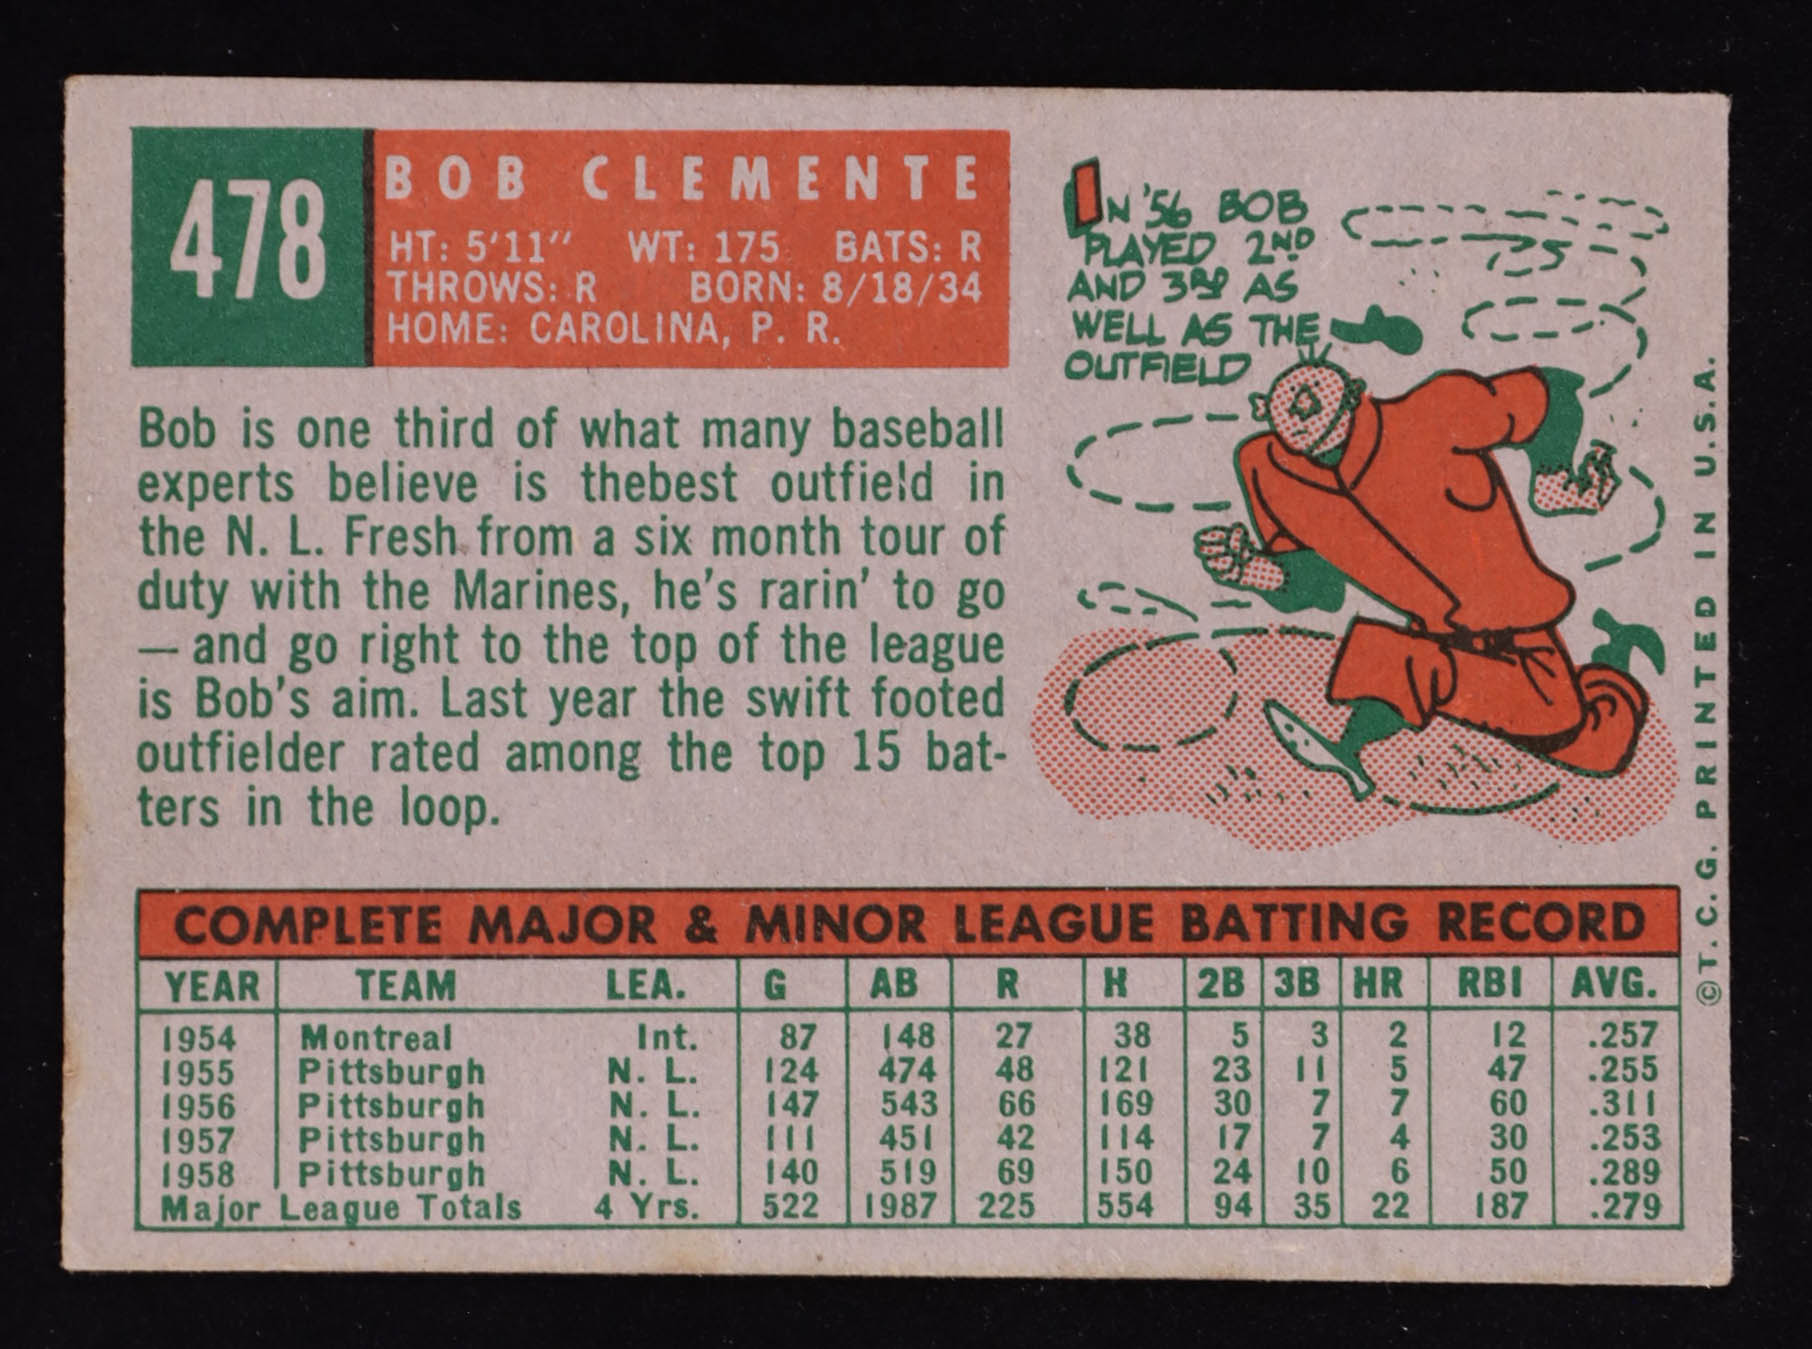 478
BOB CLEMENTE
HT: 5'11" WT: 175 BATS: R
THROWS: R BORN: 8/18/34
HOME: CAROLINA, P. R.
Bob is one third of what many baseball
experts believe is thebest outfield in
the N. L. Fresh from a six month tour of
duty with the Marines, he's rarin' to go
— and go right to the top of the league
is Bob's aim. Last year the swift footed
outfielder rated among the top 15 bat-
ters in the loop.
IN '56 BOB
PLAYED 2ND
AND 3RD AS
WELL AS THE
OUTFIELD
COMPLETE MAJOR & MINOR LEAGUE BATTING RECORD
YEAR TEAM LEA. G AB R H 2B 3B HR RBI AVG.
1954 Montreal Int. 87 148 27 38 5 3 2 12 .257
1955 Pittsburgh N. L. 124 474 48 121 23 11 5 47 .255
1956 Pittsburgh N. L. 147 543 66 169 30 7 7 60 .311
1957 Pittsburgh N. L. 111 451 42 114 17 7 4 30 .253
1958 Pittsburgh N. L. 140 519 69 150 24 10 6 50 .289
Major League Totals 4 Yrs. 522 1987 225 554 94 35 22 187 .279
© T. C. G. PRINTED IN U.S.A.